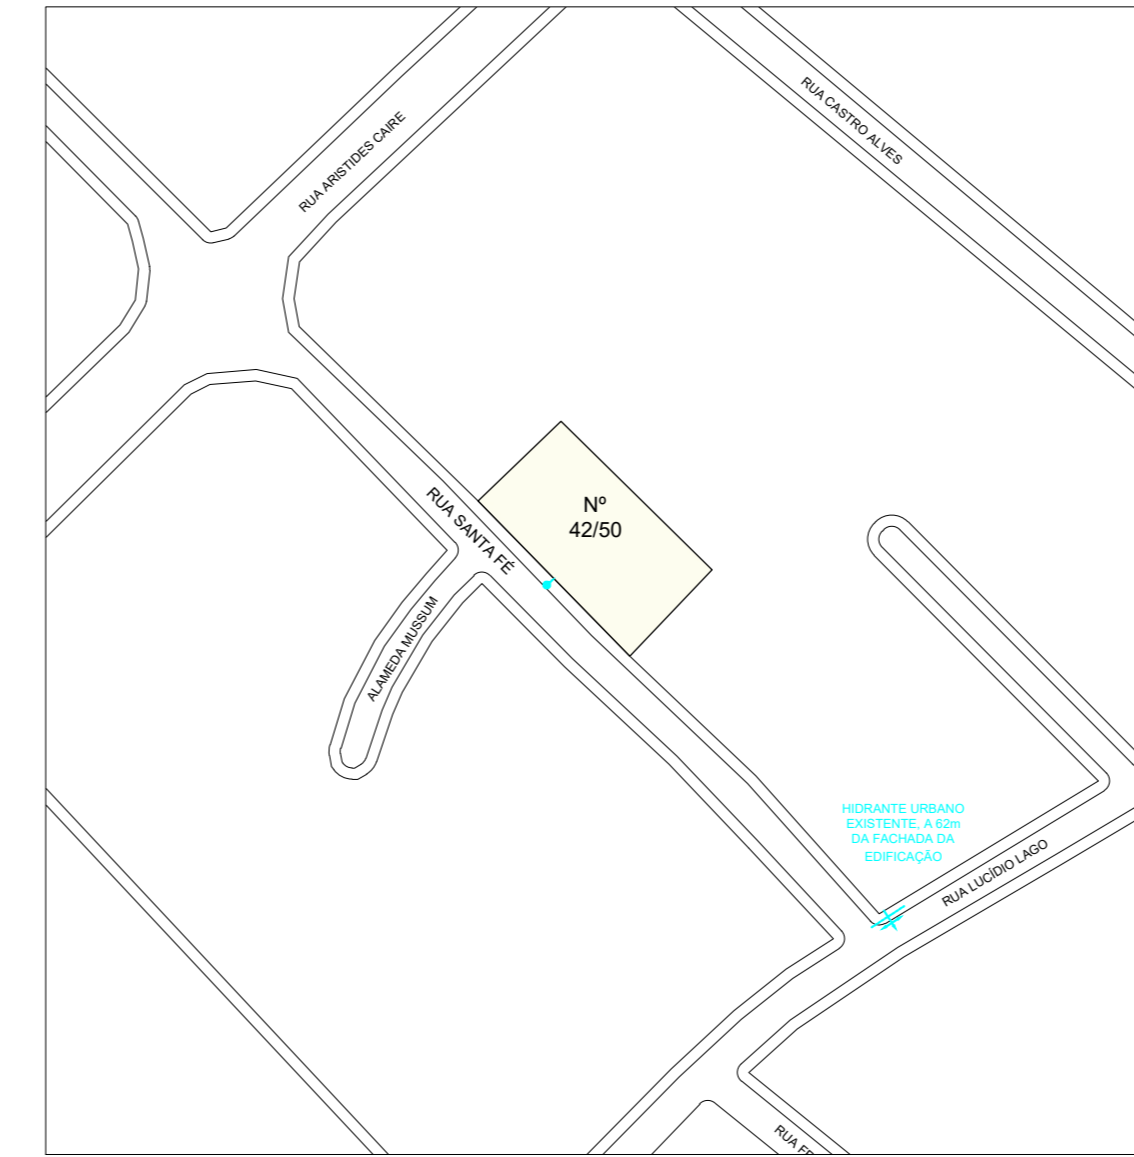 RUA CASTRO ALVES
RUA ARISTIDES CAIRE
Nº
42/50
RUA SANTA FÉ
ALAMEDA MUSSUM
HIDRANTE URBANO
EXISTENTE, A 62m
DA FACHADA DA
EDIFICAÇÃO
RUA LUCÍDIO LAGO
RUA